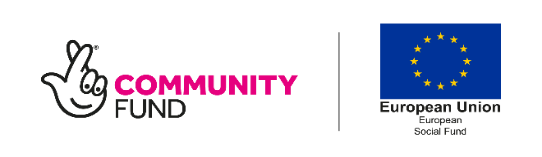 COMMUNITY
FUND
European Union
European
Social Fund